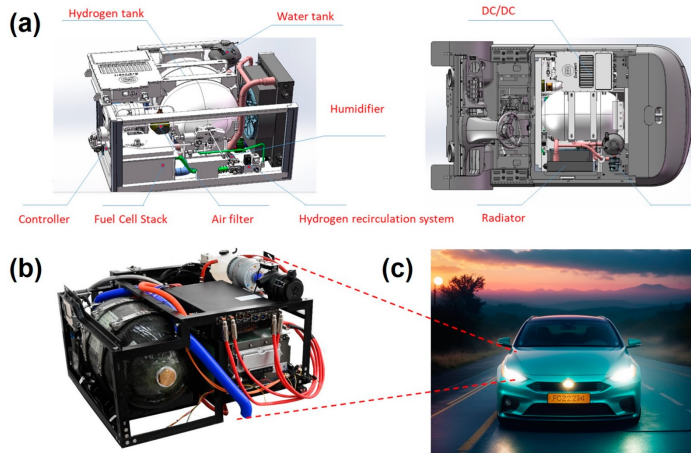 (a)
Hydrogen tank
Water tank
DC/DC
Humidifier
Controller
Fuel Cell Stack
Air filter
Hydrogen recirculation system
Radiator
(b)
(c)